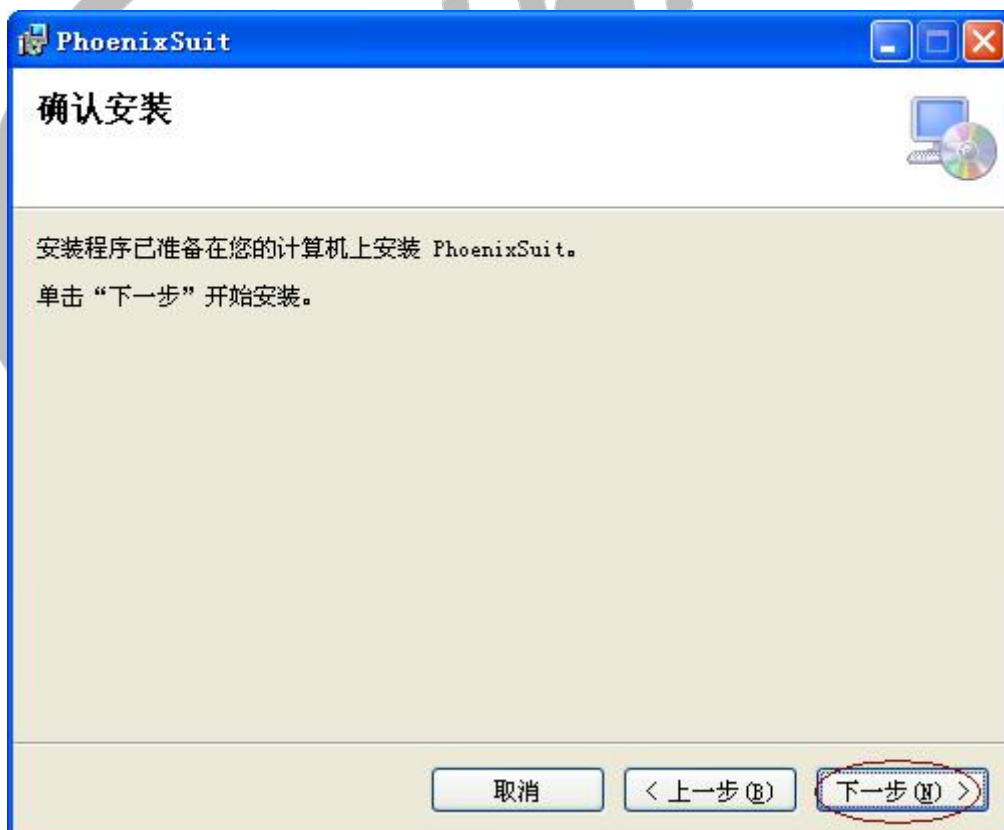 PhoenixSuit
确认安装
安装程序已准备在您的计算机上安装 PhoenixSuit。
单击“下一步”开始安装。
取消
< 上一步(B)
下一步(N) >